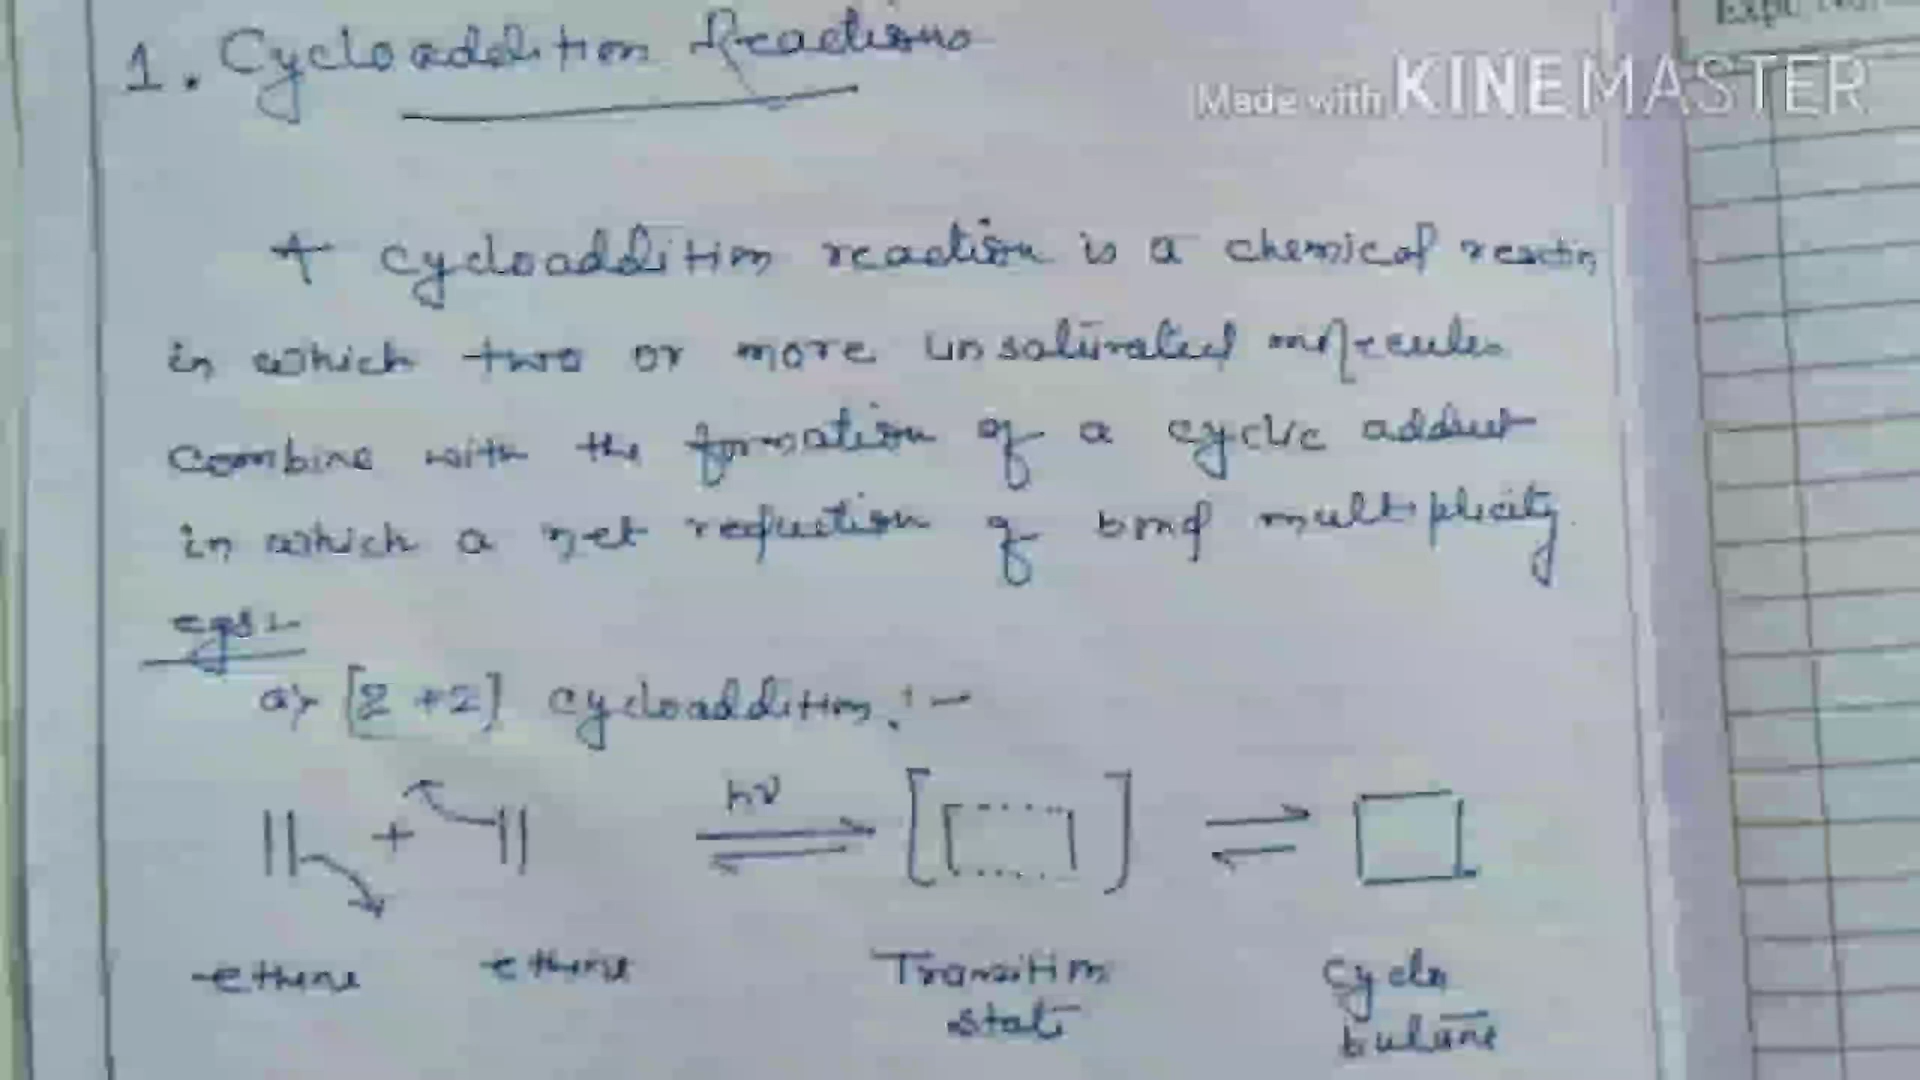 1. Cycloaddition Reactions
Made with KINEMASTER
A cycloaddition reaction is a chemical reactin
in which two or more unsaturated molecules
combine with the formation of a cyclic adduct
in which a net reduction of bond multiplicity.
egs:-
a) [2 +2] cycloaddition :-
|| + || hν [ ] ⇌ □
ethene ethene Transition Cyclo
state butane